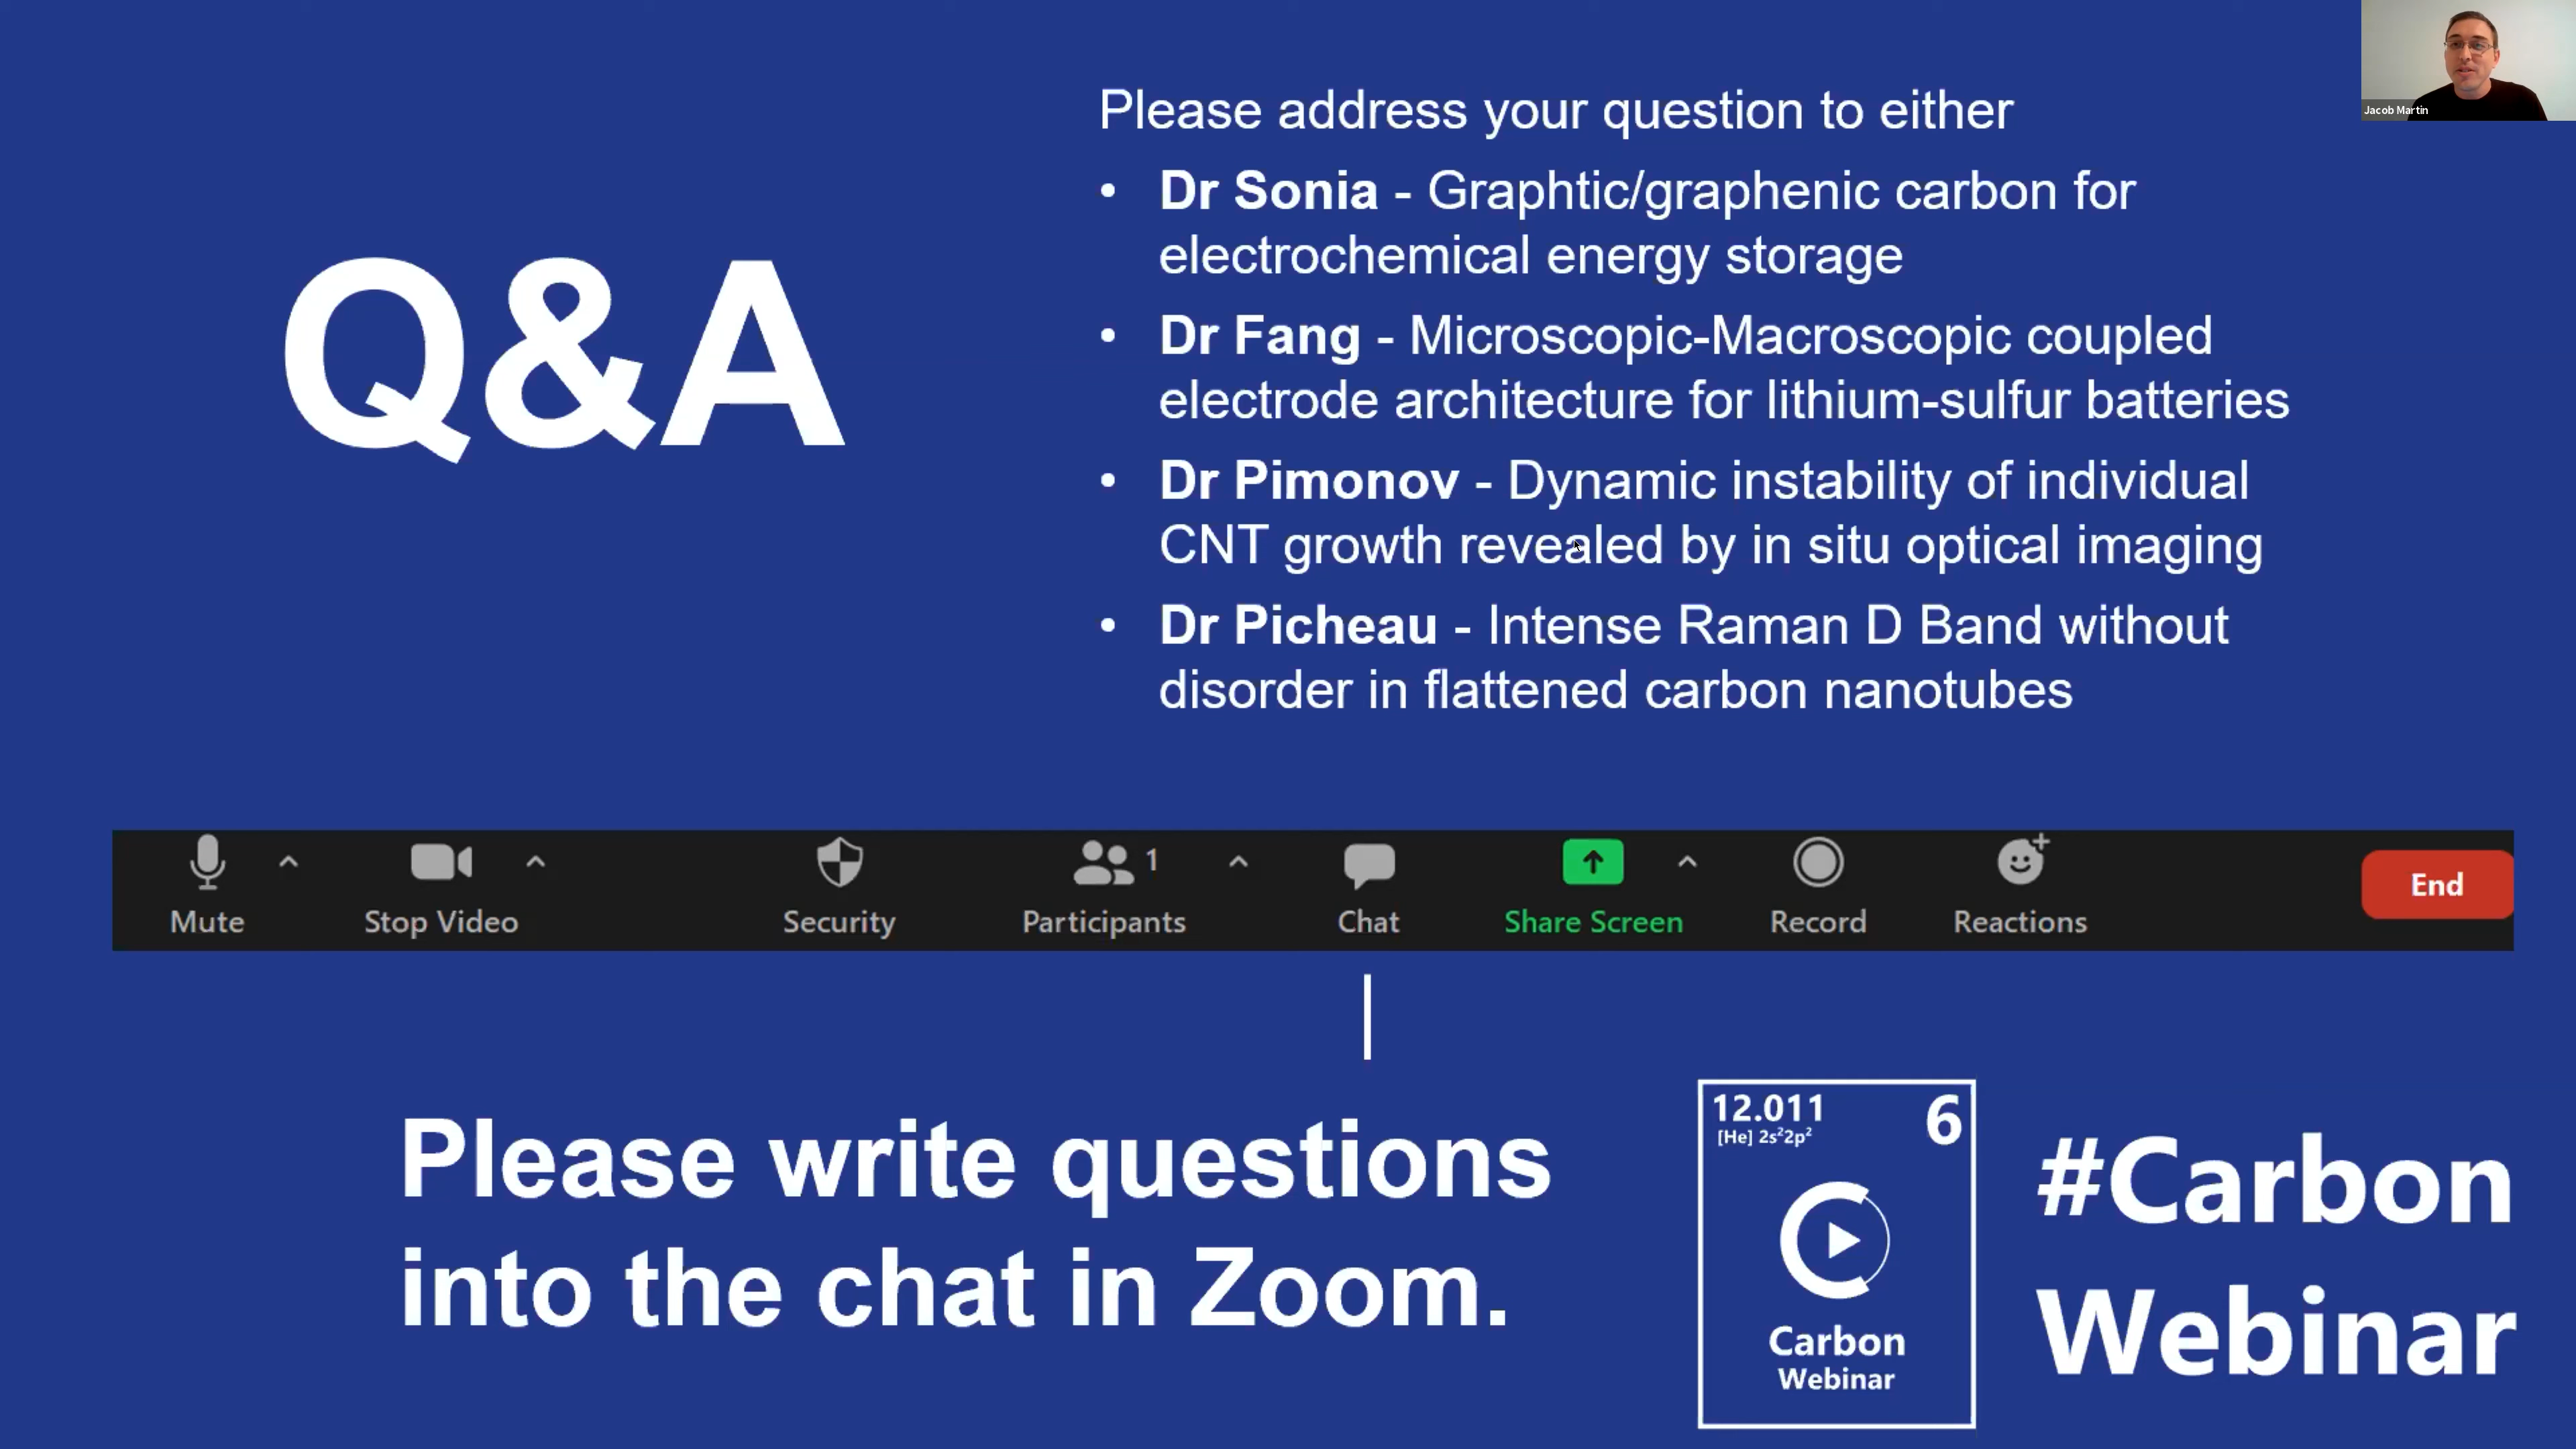 Q&A
Please address your question to either
• Dr Sonia - Graphtic/graphenic carbon for
electrochemical energy storage
• Dr Fang - Microscopic-Macroscopic coupled
electrode architecture for lithium-sulfur batteries
• Dr Pimonov - Dynamic instability of individual
CNT growth revealed by in situ optical imaging
• Dr Picheau - Intense Raman D Band without
disorder in flattened carbon nanotubes
Jacob Martin
Mute
Stop Video
Security
1
Participants
Chat
Share Screen
Record
Reactions
End
Please write questions
into the chat in Zoom.
12.011
6
[He] 2s²2p²
Carbon
Webinar
#Carbon
Webinar